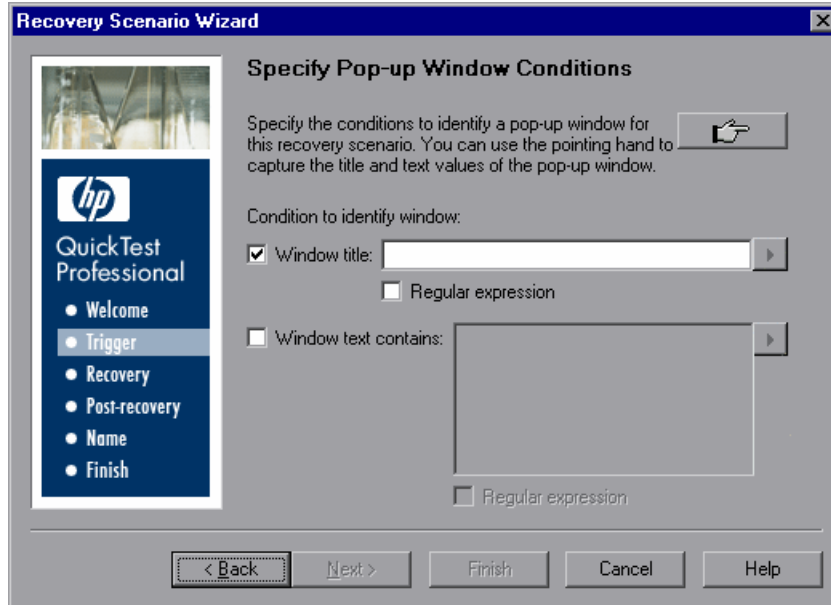 Recovery Scenario Wizard
Specify Pop-up Window Conditions
Specify the conditions to identify a pop-up window for
this recovery scenario. You can use the pointing hand to
capture the title and text values of the pop-up window.
hp
QuickTest
Professional
Welcome
Trigger
Recovery
Post-recovery
Name
Finish
Condition to identify window:
Window title:
Regular expression
Window text contains:
Regular expression
< Back
Next >
Finish
Cancel
Help